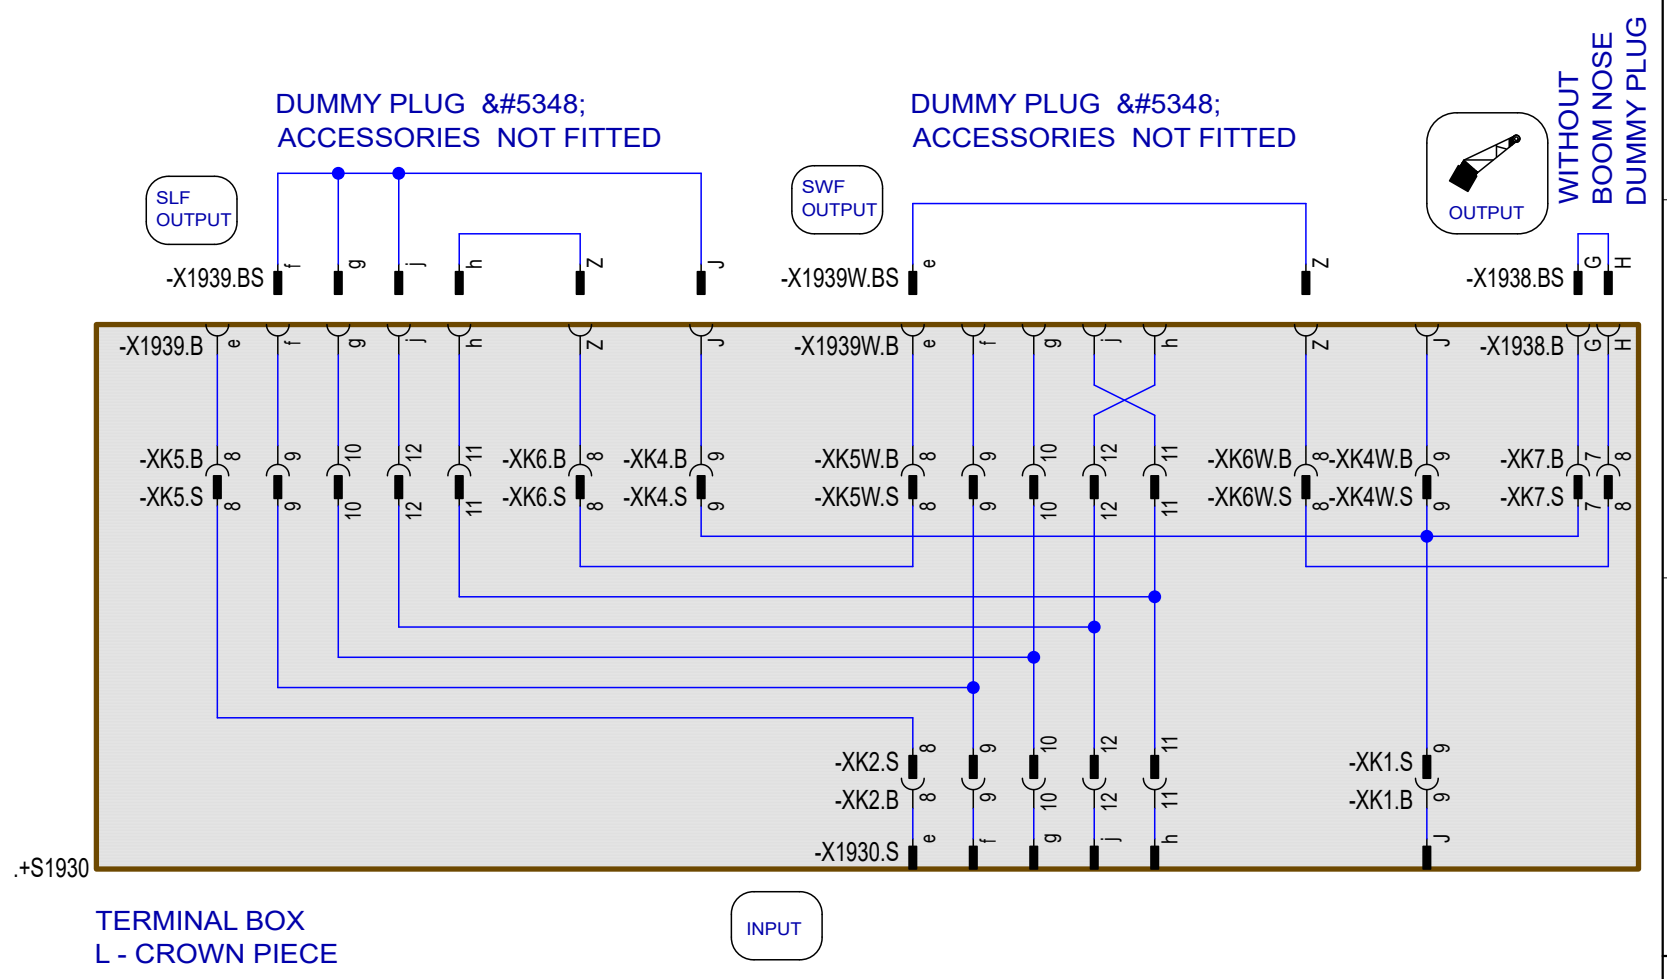 DUMMY PLUG &#5348;
ACCESSORIES NOT FITTED
DUMMY PLUG &#5348;
ACCESSORIES NOT FITTED
WITHOUT
BOOM NOSE
DUMMY PLUG
SLF
OUTPUT
SWF
OUTPUT
OUTPUT
-X1939.BS f g j h Z J
-X1939W.BS e Z
-X1938.BS G H
-X1939.B e f g j h Z J
-X1939W.B e f g j h Z J
-X1938.B G H
-XK5.B 8 9 10 12 11 -XK6.B 8 -XK4.B 9
-XK5W.B 8 9 10 12 11 -XK6W.B 8 -XK4W.B 9 -XK7.B 7 8
-XK5.S 8 9 10 12 11 -XK6.S 8 -XK4.S 9
-XK5W.S 8 9 10 12 11 -XK6W.S 8 -XK4W.S 9 -XK7.S 7 8
-XK2.S 8 9 10 12 11 -XK1.S 9
-XK2.B 8 9 10 12 11 -XK1.B 9
-X1930.S e f g j h J
.+S1930
TERMINAL BOX
L - CROWN PIECE
INPUT